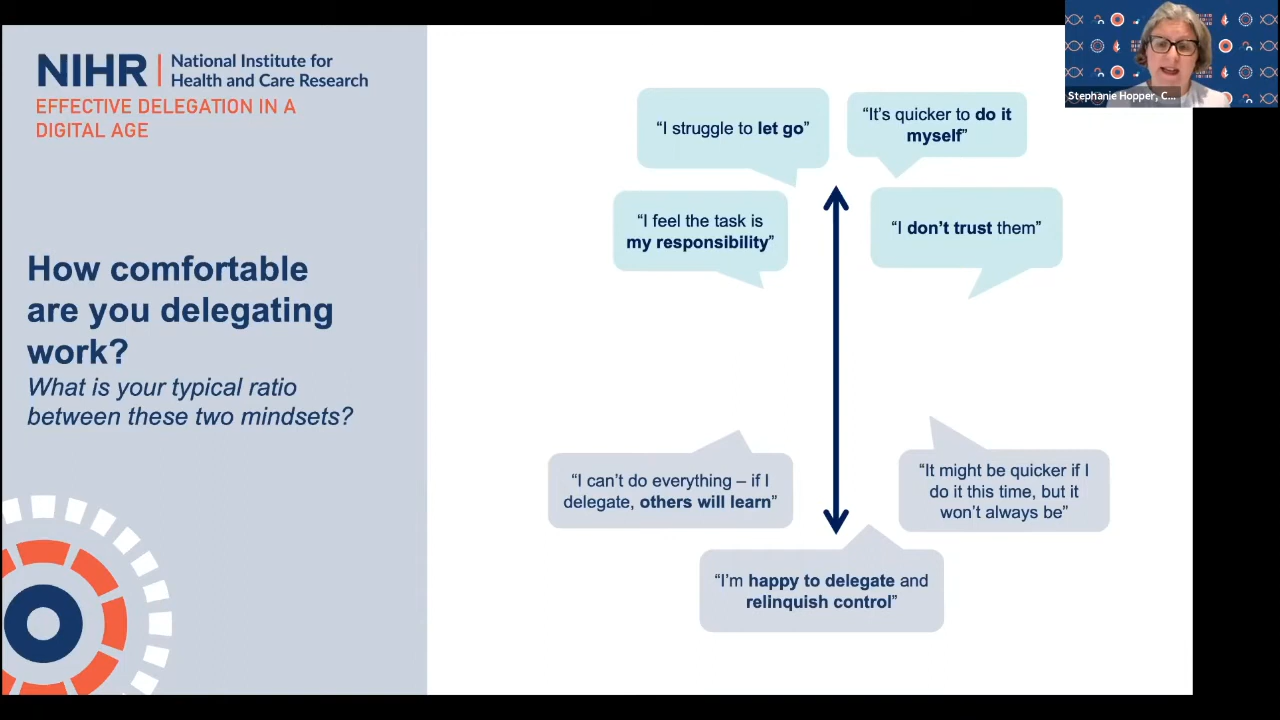 NIHR | National Institute for
Health and Care Research
EFFECTIVE DELEGATION IN A
DIGITAL AGE
How comfortable
are you delegating
work?
What is your typical ratio
between these two mindsets?
“I struggle to let go”
“It’s quicker to do it
myself”
“I feel the task is
my responsibility”
“I don’t trust them”
“I can’t do everything – if I
delegate, others will learn”
“It might be quicker if I
do it this time, but it
won’t always be”
“I’m happy to delegate and
relinquish control”
Stephanie Hopper, C...